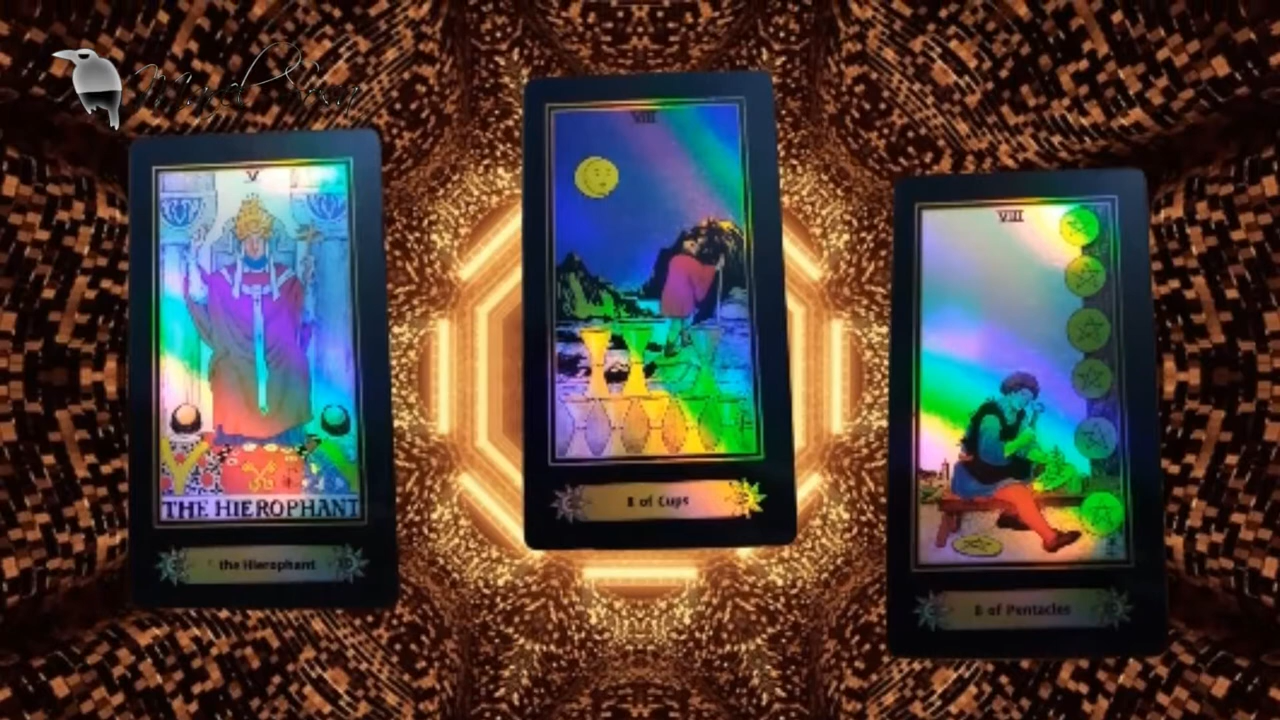 V
THE HIEROPHANT
the Hierophant
VIII
8 of Cups
VIII
8 of Pentacles